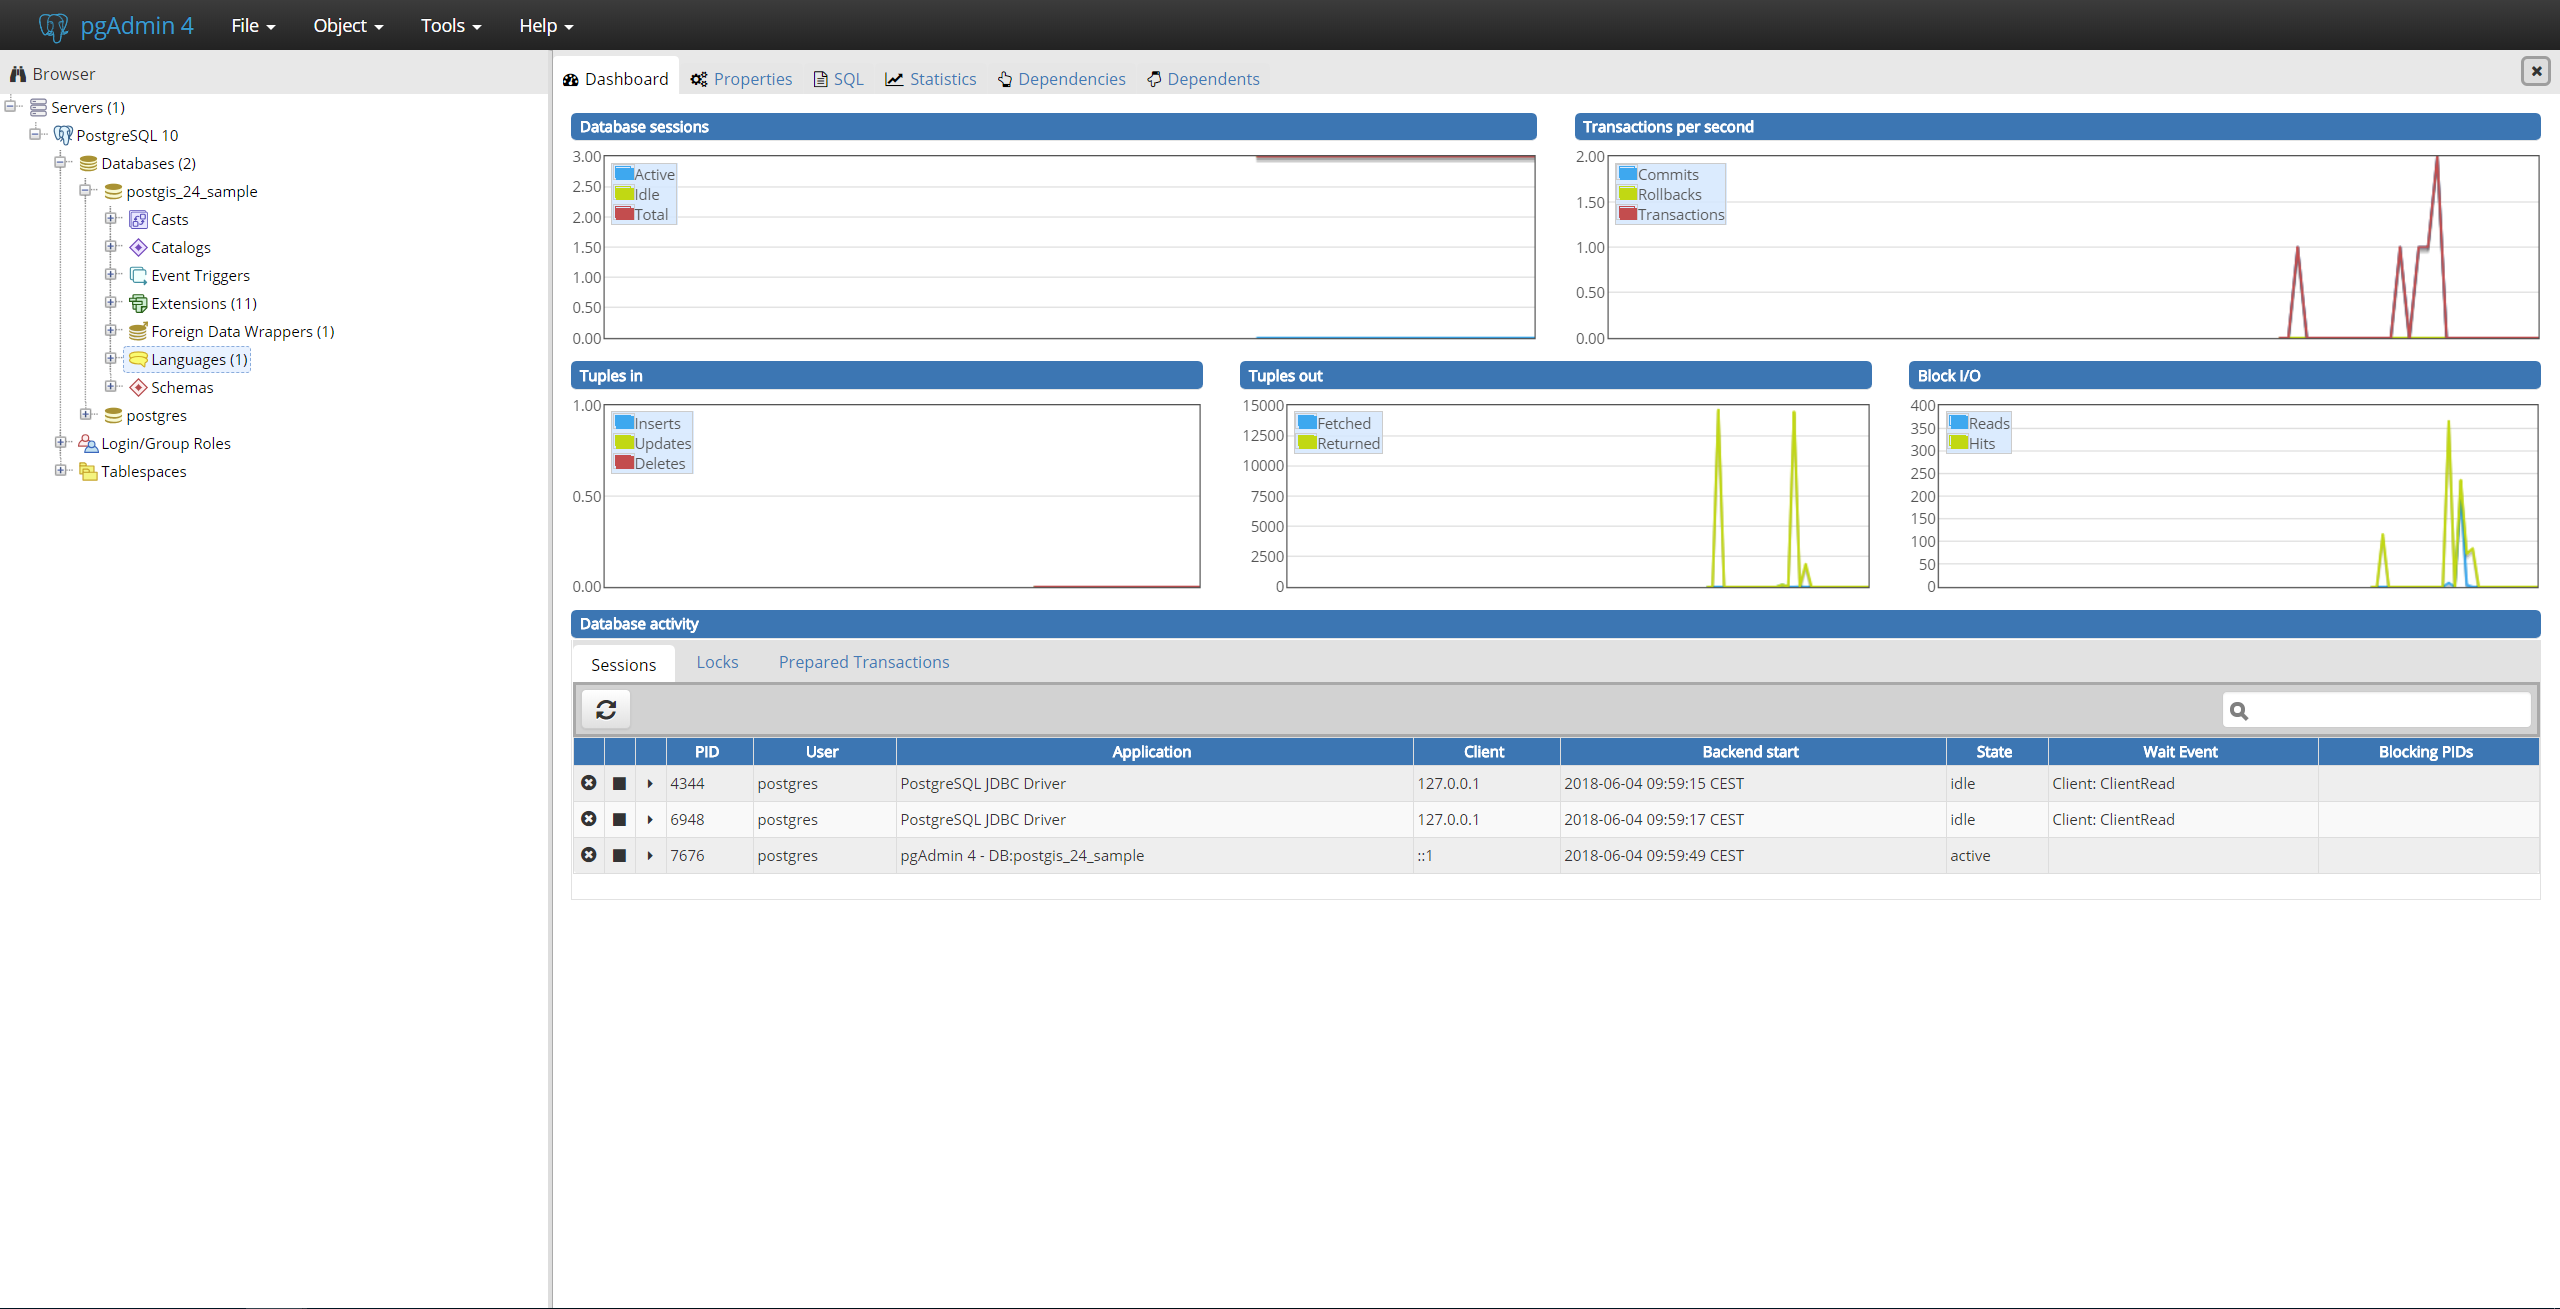 pgAdmin 4 File Object Tools Help
Browser
Servers (1)
PostgreSQL 10
Databases (2)
postgis_24_sample
Casts
Catalogs
Event Triggers
Extensions (11)
Foreign Data Wrappers (1)
Languages (1)
Schemas
postgres
Login/Group Roles
Tablespaces
Dashboard Properties SQL Statistics Dependencies Dependents
Database sessions
3.00
2.50
2.00
1.50
1.00
0.50
0.00
Active
Idle
Total
Transactions per second
2.00
1.50
1.00
0.50
0.00
Commits
Rollbacks
Transactions
Tuples in
1.00
0.50
0.00
Inserts
Updates
Deletes
Tuples out
15000
12500
10000
7500
5000
2500
0
Fetched
Returned
Block I/O
400
350
300
250
200
150
100
50
0
Reads
Hits
Database activity
Sessions Locks Prepared Transactions
PID User Application Client Backend start State Wait Event Blocking PIDs
4344 postgres PostgreSQL JDBC Driver 127.0.0.1 2018-06-04 09:59:15 CEST idle Client: ClientRead
6948 postgres PostgreSQL JDBC Driver 127.0.0.1 2018-06-04 09:59:17 CEST idle Client: ClientRead
7676 postgres pgAdmin 4 - DB:postgis_24_sample ::1 2018-06-04 09:59:49 CEST active